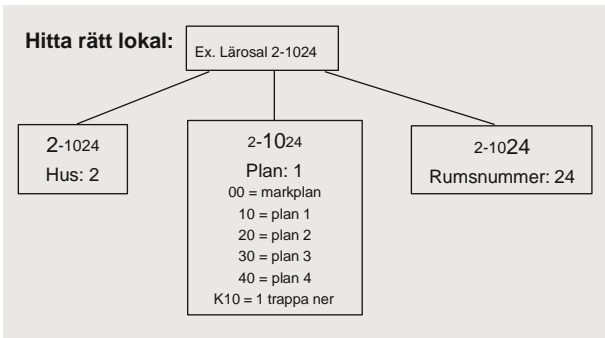 Hitta rätt lokal:
Ex. Lärosal 2-1024
2-1024
Hus: 2
2-1024
Plan: 1
00 = markplan
10 = plan 1
20 = plan 2
30 = plan 3
40 = plan 4
K10 = 1 trappa ner
2-1024
Rumsnummer: 24